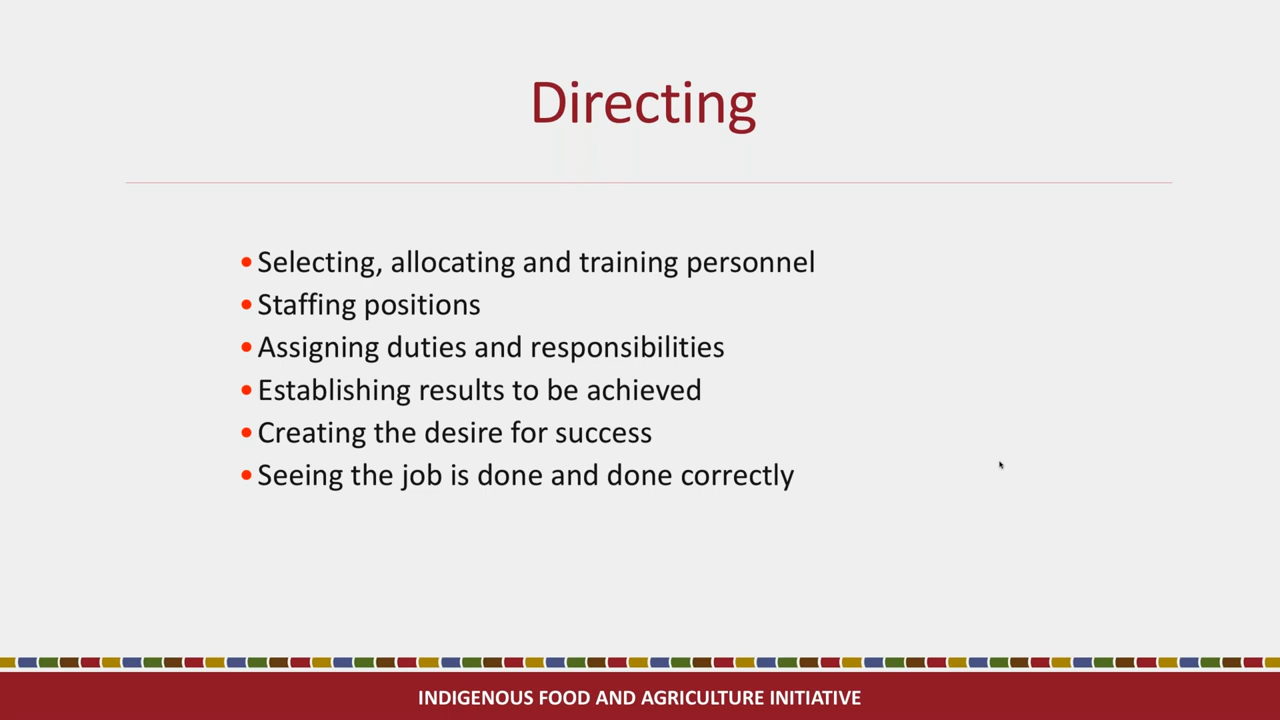 Directing
•Selecting, allocating and training personnel
•Staffing positions
•Assigning duties and responsibilities
•Establishing results to be achieved
•Creating the desire for success
•Seeing the job is done and done correctly
INDIGENOUS FOOD AND AGRICULTURE INITIATIVE